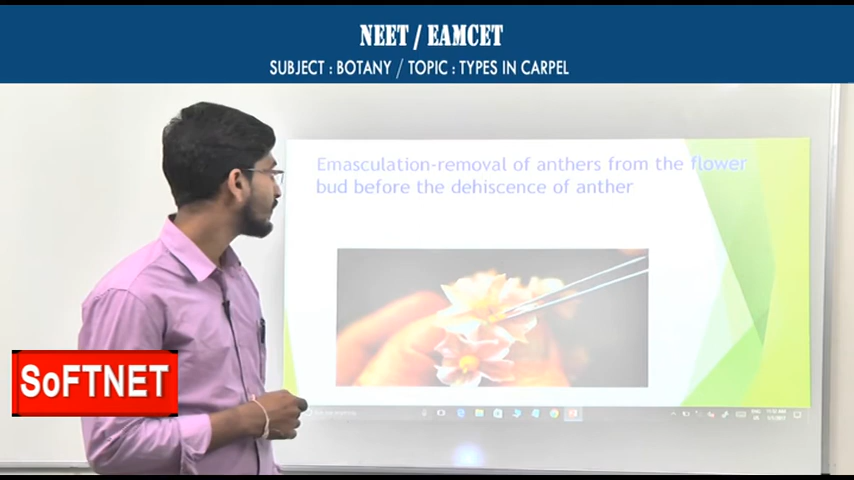 NEET / EAMCET
SUBJECT : BOTANY / TOPIC : TYPES IN CARPEL
Emasculation-removal of anthers from the flower
bud before the dehiscence of anther
SoFTNET